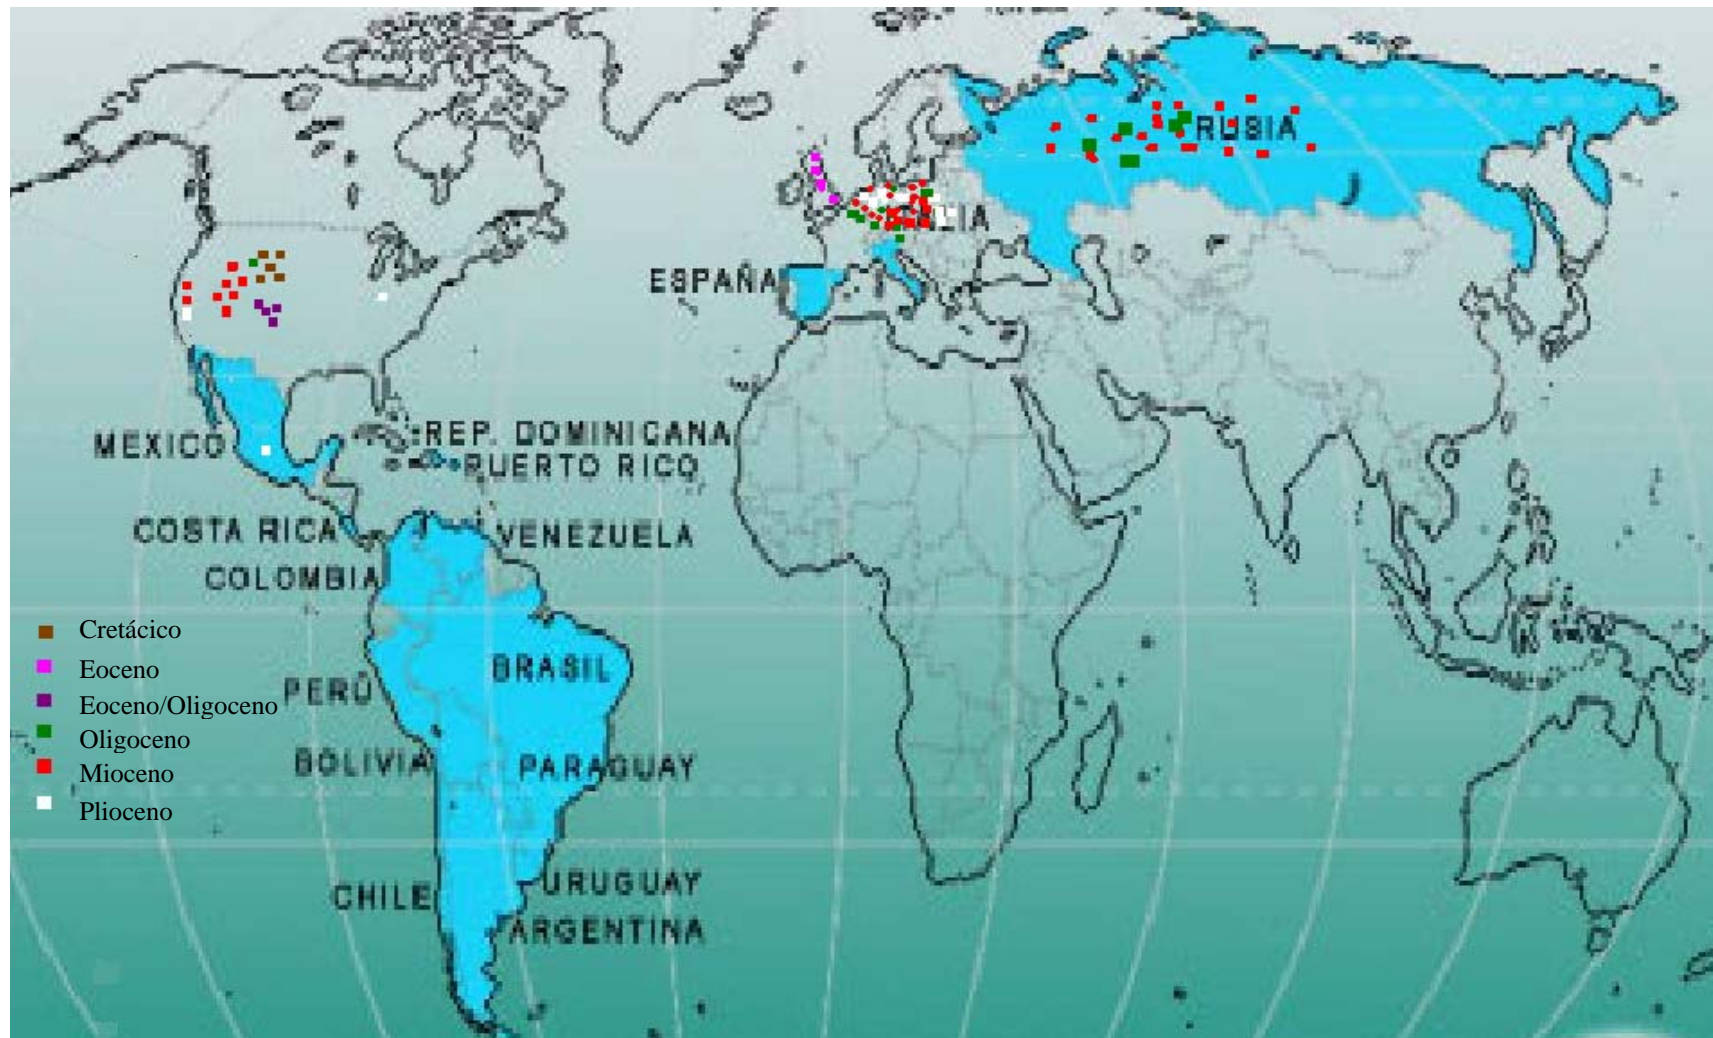 RUSIA
ESPAÑA
MEXICO
REP. DOMINICANA
PUERTO RICO
COSTA RICA
VENEZUELA
COLOMBIA
BRASIL
PERÚ
BOLIVIA
PARAGUAY
CHILE
URUGUAY
ARGENTINA
Cretácico
Eoceno
Eoceno/Oligoceno
Oligoceno
Mioceno
Plioceno